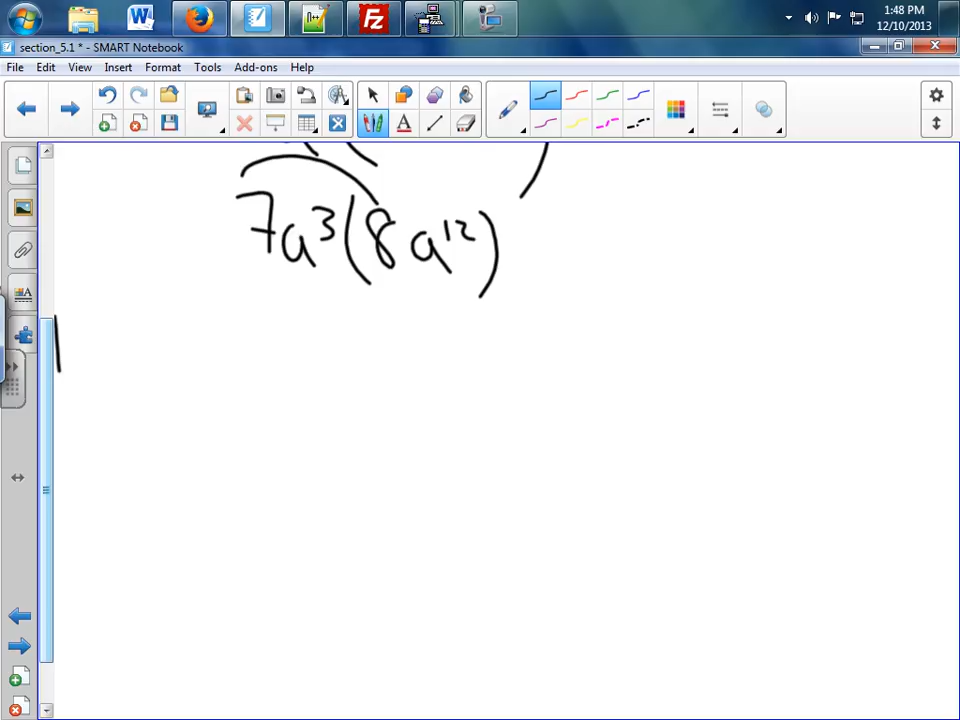 1:48 PM
12/10/2013
section_5.1 * - SMART Notebook
File Edit View Insert Format Tools Add-ons Help
7a³(8a¹²)